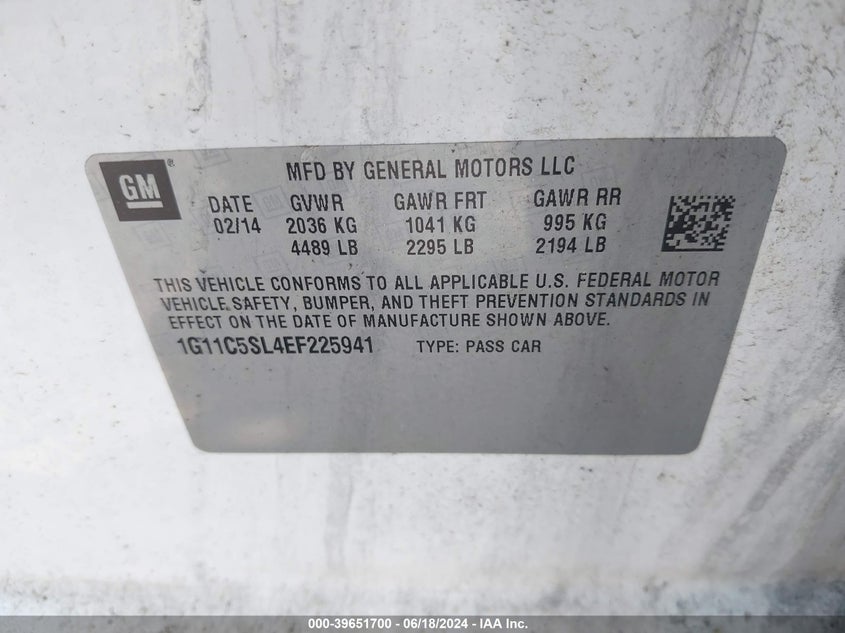 GM®
MFD BY GENERAL MOTORS LLC
DATE GVWR GAWR FRT GAWR RR
02/14 2036 KG 1041 KG 995 KG
4489 LB 2295 LB 2194 LB
THIS VEHICLE CONFORMS TO ALL APPLICABLE U.S. FEDERAL MOTOR
VEHICLE SAFETY, BUMPER, AND THEFT PREVENTION STANDARDS IN
EFFECT ON THE DATE OF MANUFACTURE SHOWN ABOVE.
1G11C5SL4EF225941 TYPE: PASS CAR
000-39651700 - 06/18/2024 - IAA Inc.